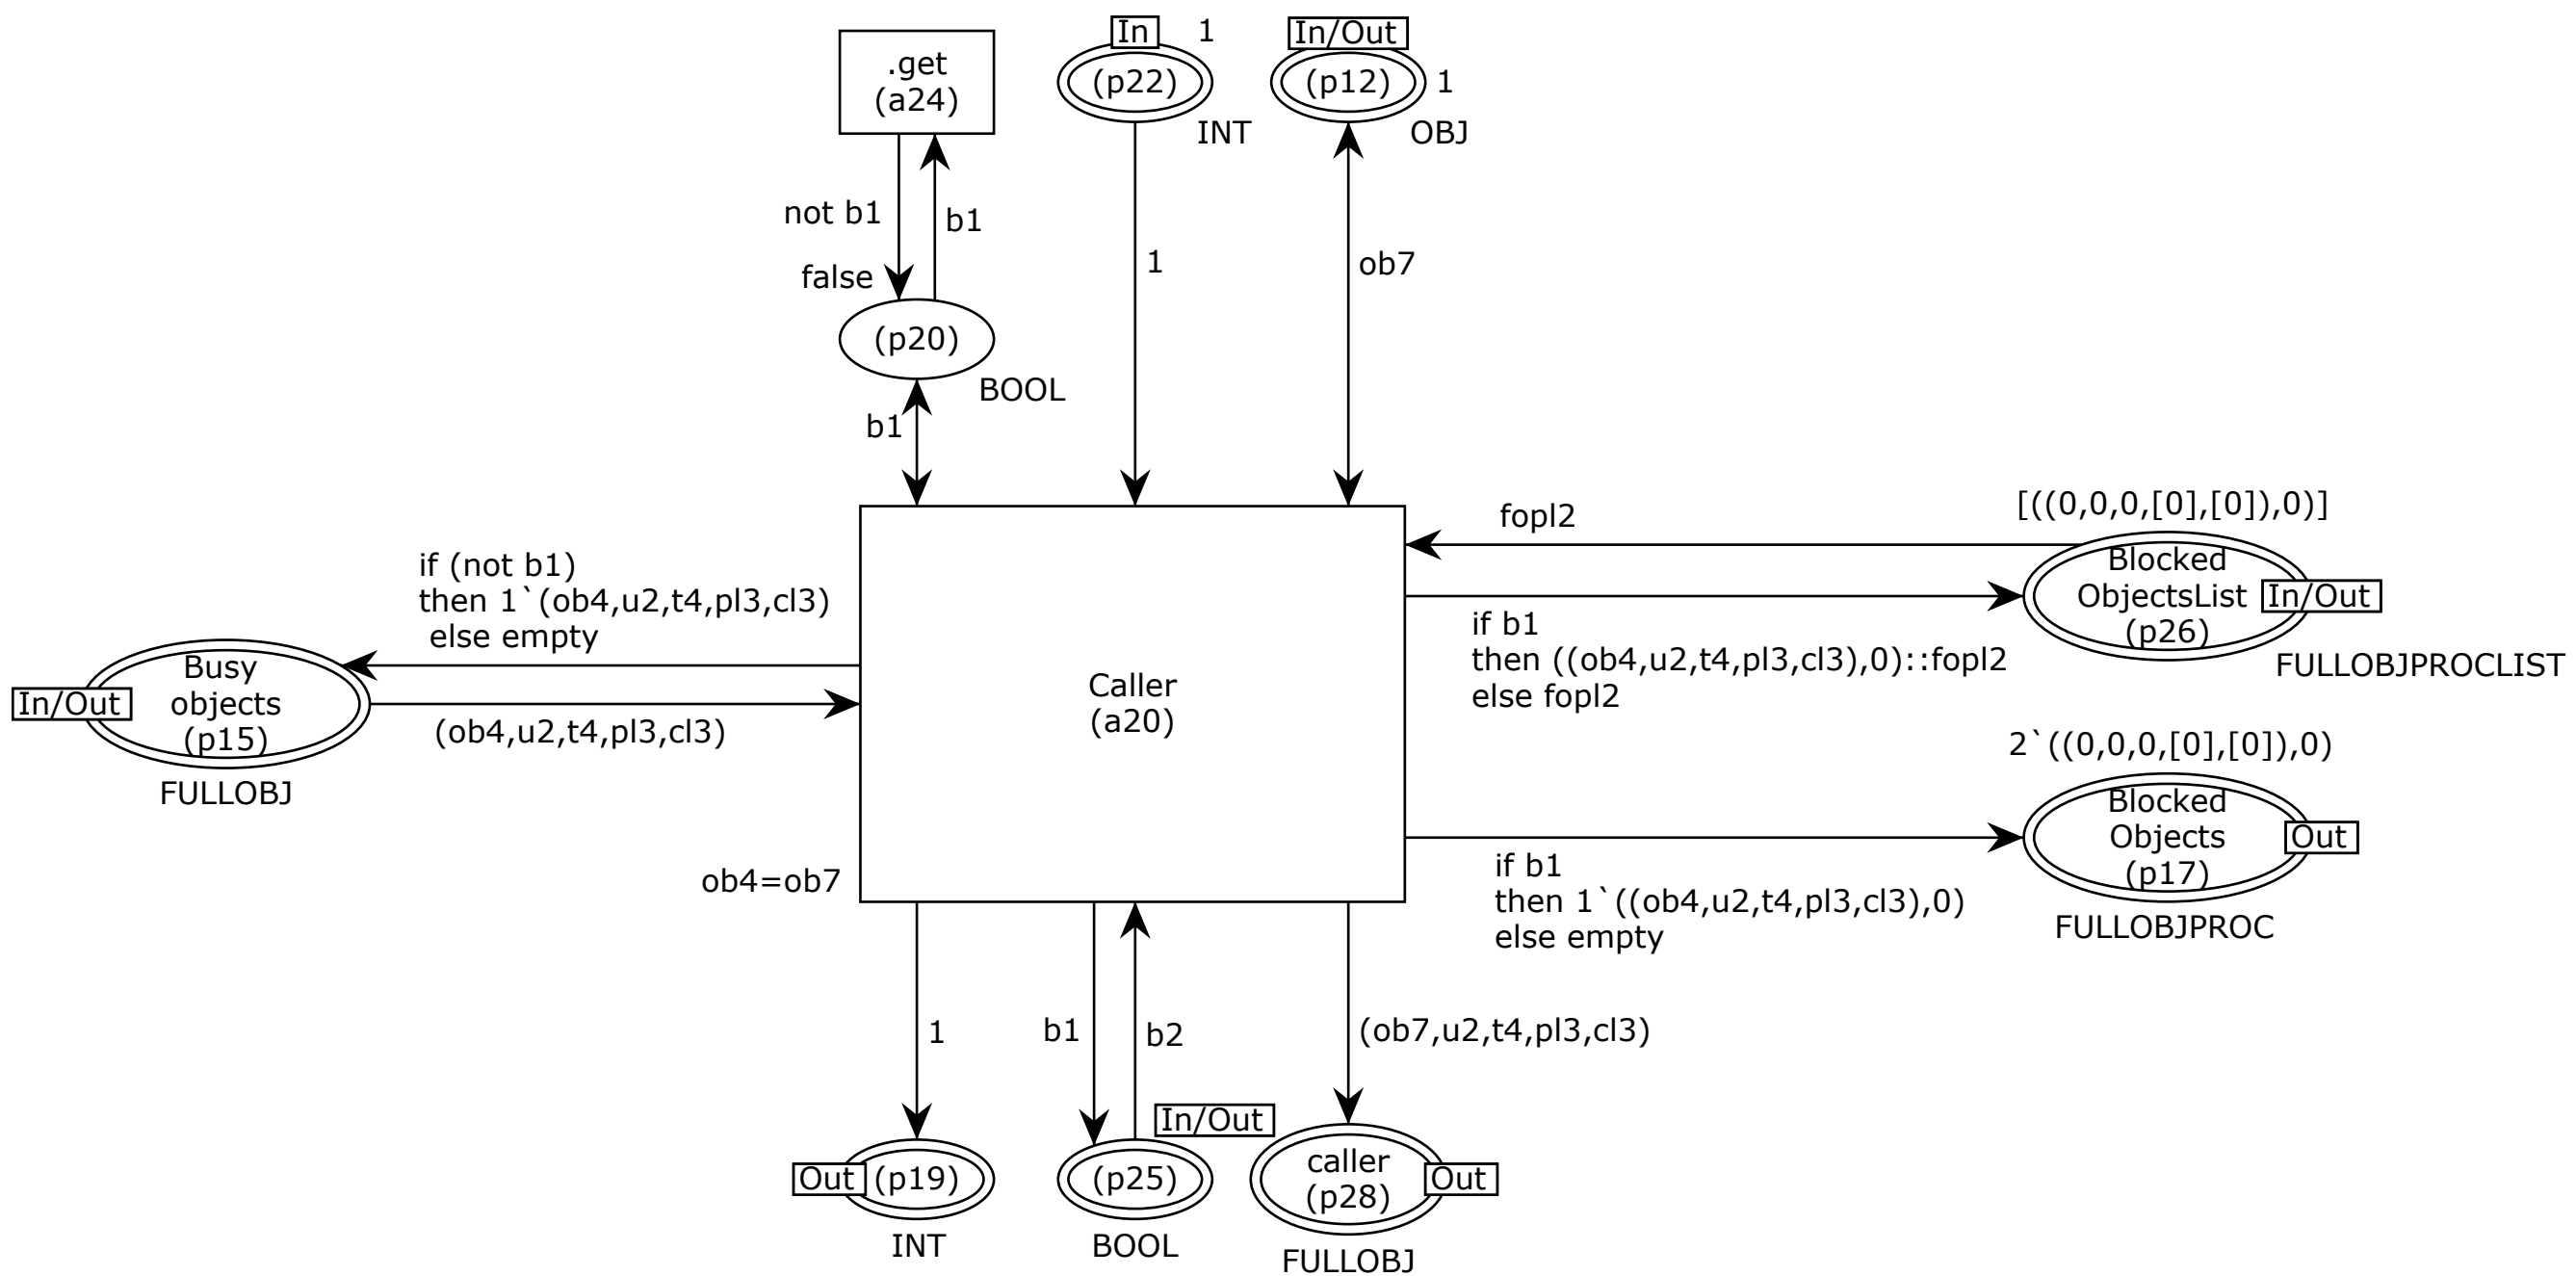 In
1
In/Out
.get
(a24)
(p22)
(p12)
1
INT
OBJ
not b1
b1
1
ob7
false
(p20)
BOOL
b1
fopl2
[((0,0,0,[0],[0]),0)]
if (not b1)
then 1`(ob4,u2,t4,pl3,cl3)
else empty
Blocked
ObjectsList
(p26)
In/Out
if b1
then ((ob4,u2,t4,pl3,cl3),0)::fopl2
else fopl2
FULLOBJPROCLIST
Busy
objects
(p15)
In/Out
(ob4,u2,t4,pl3,cl3)
FULLOBJ
Caller
(a20)
2`((0,0,0,[0],[0]),0)
Blocked
Objects
(p17)
Out
ob4=ob7
if b1
then 1`((ob4,u2,t4,pl3,cl3),0)
else empty
FULLOBJPROC
1
b1
b2
(ob7,u2,t4,pl3,cl3)
In/Out
Out
(p19)
(p25)
caller
(p28)
Out
INT
BOOL
FULLOBJ